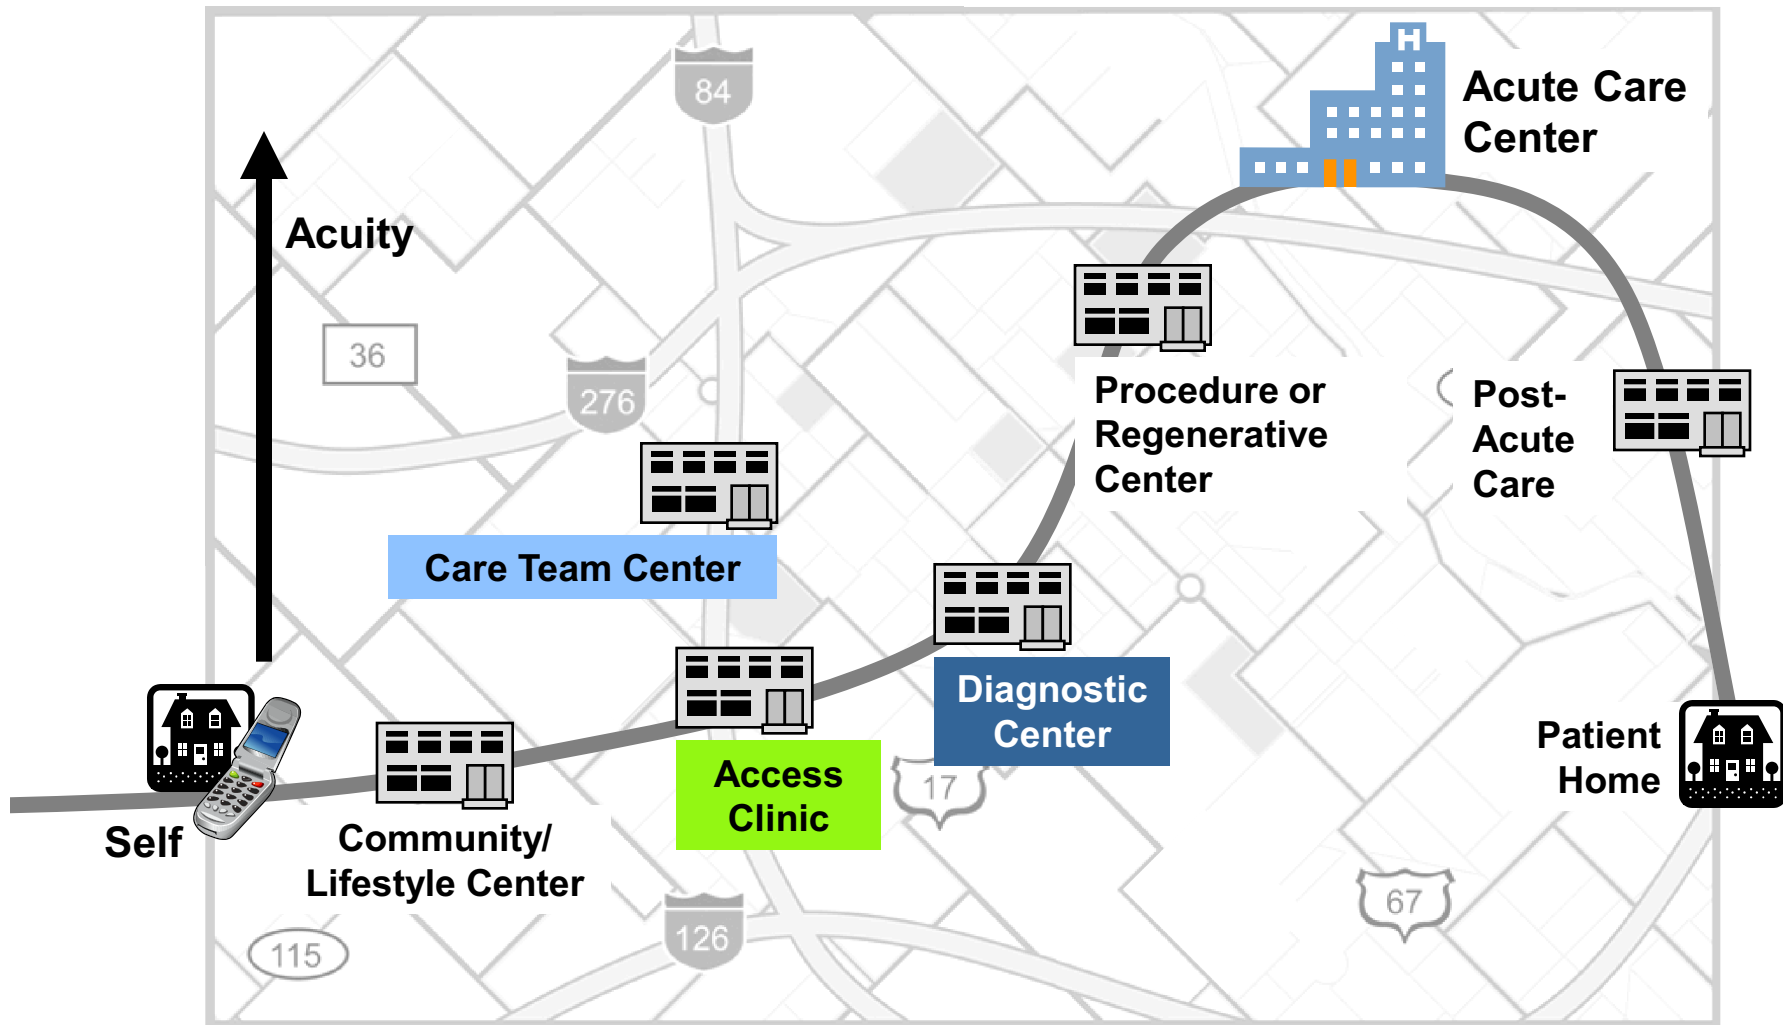 H
Acute Care
Center
84
Acuity
36
276
Procedure or
Regenerative
Center
Post-
Acute
Care
Care Team Center
Diagnostic
Center
Patient
Home
Access
Clinic
17
Self
Community/
Lifestyle Center
67
126
115